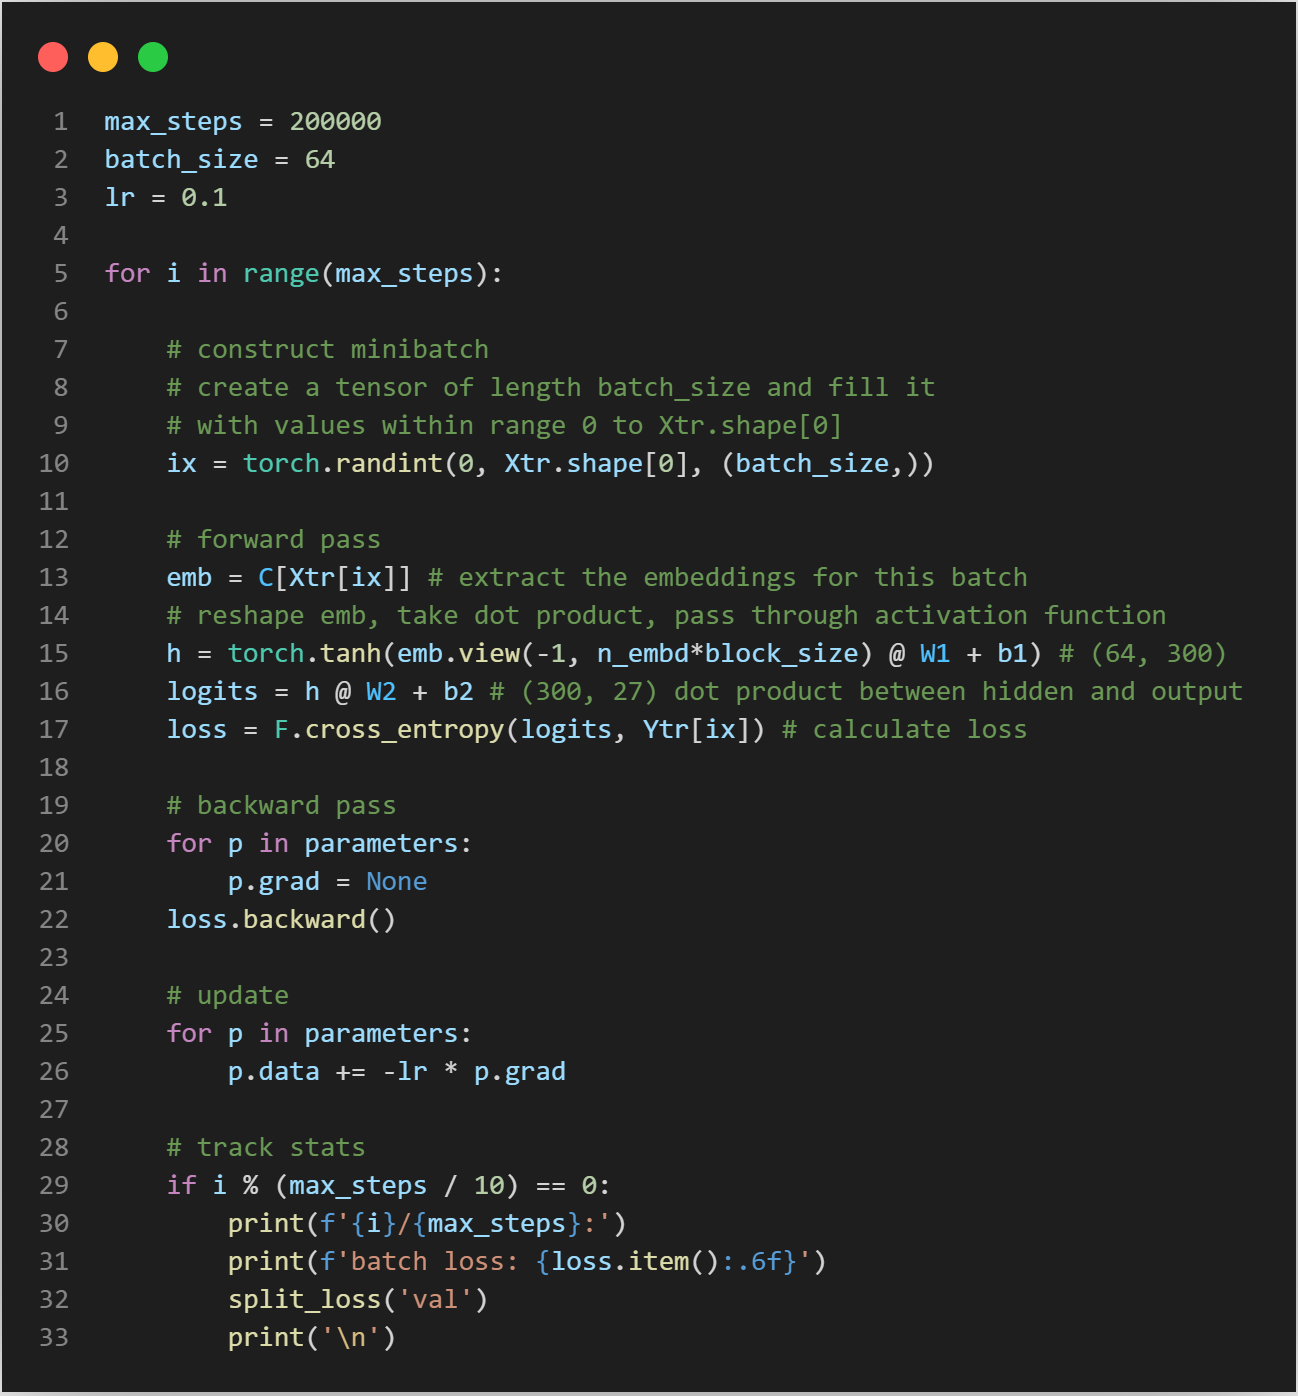 1 max_steps = 200000
2 batch_size = 64
3 lr = 0.1
4
5 for i in range(max_steps):
6
7     # construct minibatch
8     # create a tensor of length batch_size and fill it
9     # with values within range 0 to Xtr.shape[0]
10     ix = torch.randint(0, Xtr.shape[0], (batch_size,))
11
12     # forward pass
13     emb = C[Xtr[ix]] # extract the embeddings for this batch
14     # reshape emb, take dot product, pass through activation function
15     h = torch.tanh(emb.view(-1, n_embd*block_size) @ W1 + b1) # (64, 300)
16     logits = h @ W2 + b2 # (300, 27) dot product between hidden and output
17     loss = F.cross_entropy(logits, Ytr[ix]) # calculate loss
18
19     # backward pass
20     for p in parameters:
21         p.grad = None
22     loss.backward()
23
24     # update
25     for p in parameters:
26         p.data += -lr * p.grad
27
28     # track stats
29     if i % (max_steps / 10) == 0:
30         print(f'{i}/{max_steps}:')
31         print(f'batch loss: {loss.item():.6f}')
32         split_loss('val')
33         print('\n')